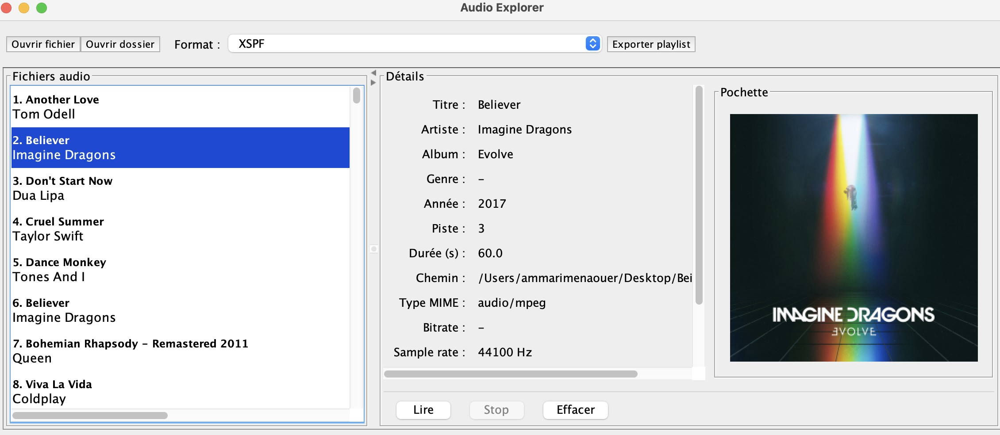 Audio Explorer
Ouvrir fichier Ouvrir dossier Format : XSPF Exporter playlist
Fichiers audio
1. Another Love
Tom Odell
2. Believer
Imagine Dragons
3. Don't Start Now
Dua Lipa
4. Cruel Summer
Taylor Swift
5. Dance Monkey
Tones And I
6. Believer
Imagine Dragons
7. Bohemian Rhapsody – Remastered 2011
Queen
8. Viva La Vida
Coldplay
Détails
Titre : Believer
Artiste : Imagine Dragons
Album : Evolve
Genre : –
Année : 2017
Piste : 3
Durée (s) : 60.0
Chemin : /Users/ammarimenaouer/Desktop/Bei
Type MIME : audio/mpeg
Bitrate : –
Sample rate : 44100 Hz
Pochette
IMAGINE DRAGONS
EVOLVE
Lire Stop Effacer